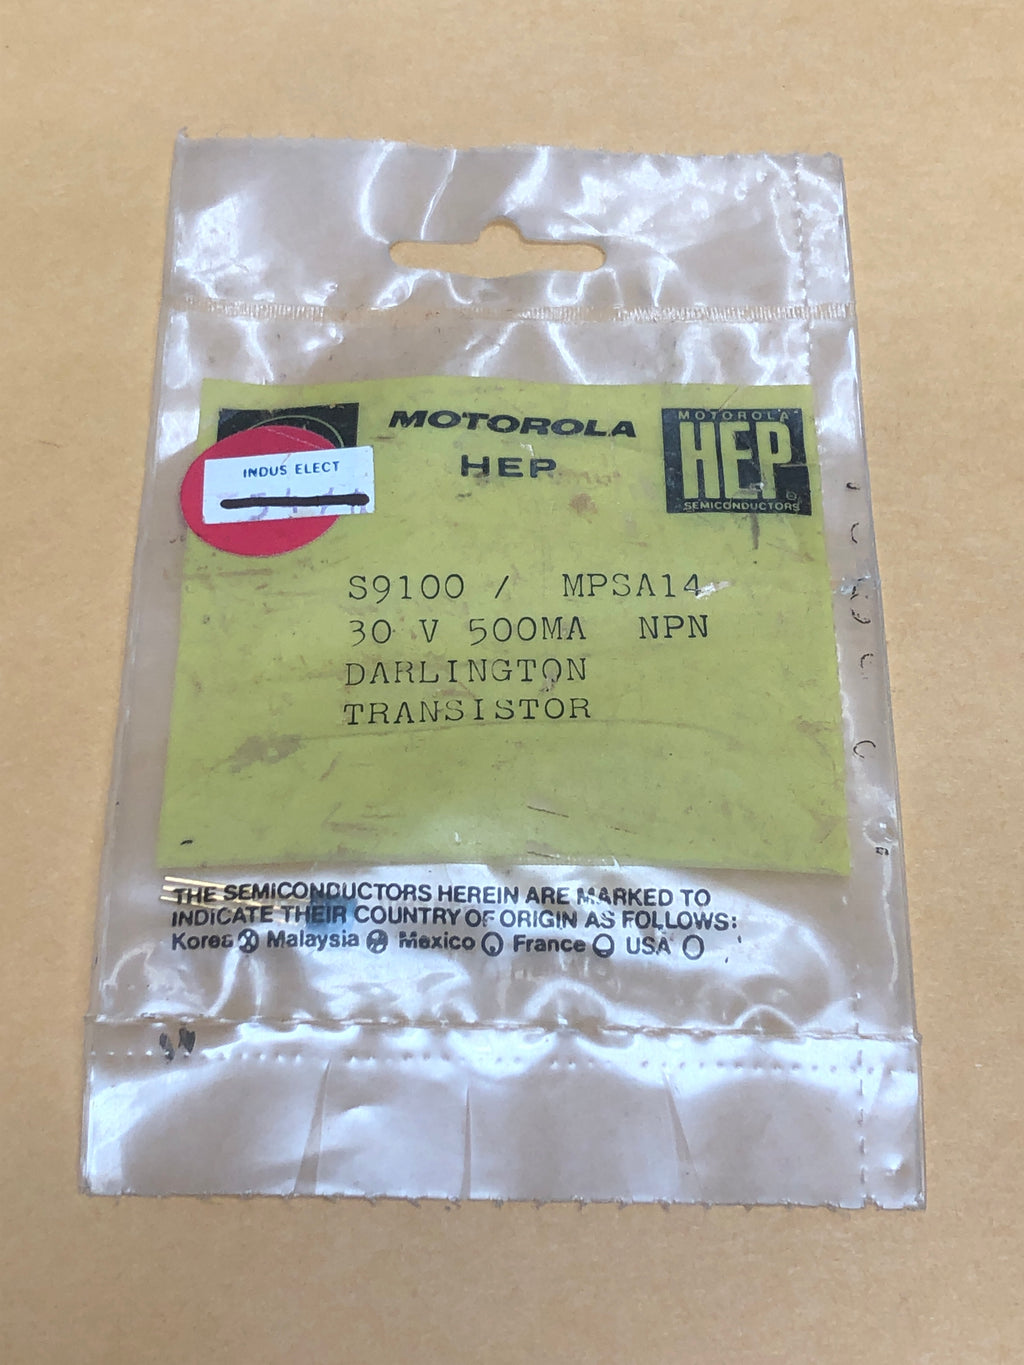 MOTOROLA
HEP
MOTOROLA
HEP
SEMICONDUCTORS
INDUS ELECT
S9100 / MPSA14
30 V 500MA NPN
DARLINGTON
TRANSISTOR
THE SEMICONDUCTORS HEREIN ARE MARKED TO
INDICATE THEIR COUNTRY OF ORIGIN AS FOLLOWS:
Korea Malaysia Mexico France USA